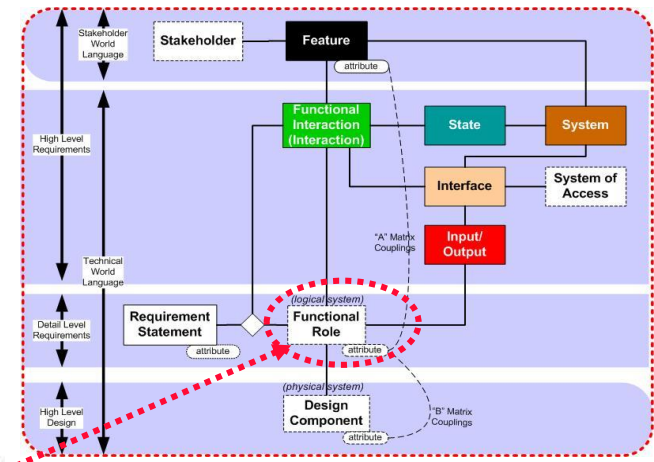 Stakeholder
World
Language
Stakeholder
Feature
attribute
High Level
Requirements
Functional
Interaction
(Interaction)
State
System
Interface
System of
Access
"A" Matrix
Couplings
Input/
Output
Technical
World
Language
Detail Level
Requirements
Requirement
Statement
attribute
(logical system)
Functional
Role
attribute
High Level
Design
(physical system)
Design
Component
attribute
"B" Matrix
Couplings